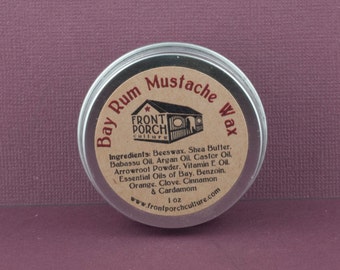 Bay Rum Mustache Wax
FRONT
PORCH
culture
Ingredients: Beeswax, Shea Butter,
Babassu Oil, Argan Oil, Castor Oil,
Arrowroot Powder, Vitamin E Oil,
Essential Oils of Bay, Benzoin,
Orange, Clove, Cinnamon
& Cardamom
1 oz
www.frontporchculture.com